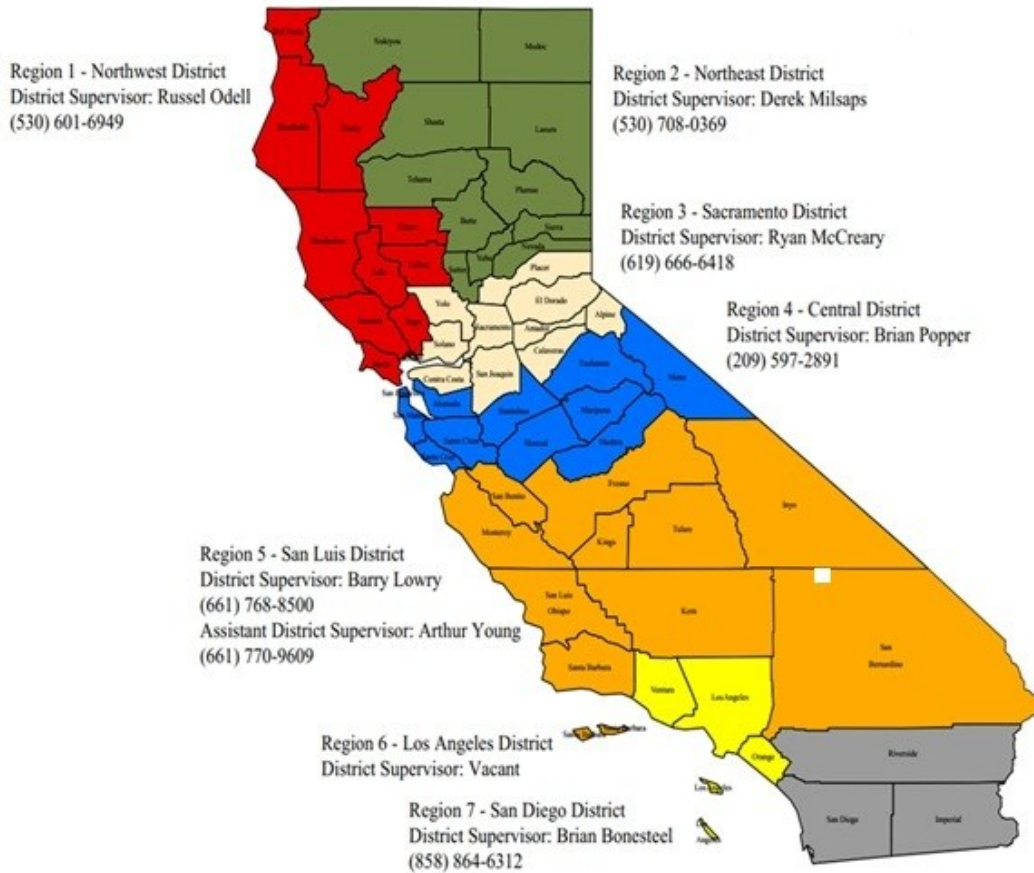 Region 1 - Northwest District
District Supervisor: Russel Odell
(530) 601-6949
Region 2 - Northeast District
District Supervisor: Derek Milsaps
(530) 708-0369
Region 3 - Sacramento District
District Supervisor: Ryan McCreary
(619) 666-6418
Region 4 - Central District
District Supervisor: Brian Popper
(209) 597-2891
Region 5 - San Luis District
District Supervisor: Barry Lowry
(661) 768-8500
Assistant District Supervisor: Arthur Young
(661) 770-9609
Region 6 - Los Angeles District
District Supervisor: Vacant
Region 7 - San Diego District
District Supervisor: Brian Bonesteel
(858) 864-6312
Siskiyou
Modoc
Shasta
Lassen
Tehama
Plumas
Butte
Sierra
Nevada
Yuba
Sutter
Placer
Yolo
El Dorado
Alpine
Sacramento
Amador
Solano
Calaveras
Contra Costa
San Joaquin
Tuolumne
Mono
Alameda
Stanislaus
Mariposa
Santa Clara
Merced
Madera
Santa Cruz
San Benito
Fresno
Monterey
Inyo
Kings
Tulare
San Luis
Obispo
Kern
San
Bernardino
Santa Barbara
Ventura
Los Angeles
Orange
Riverside
San Diego
Imperial